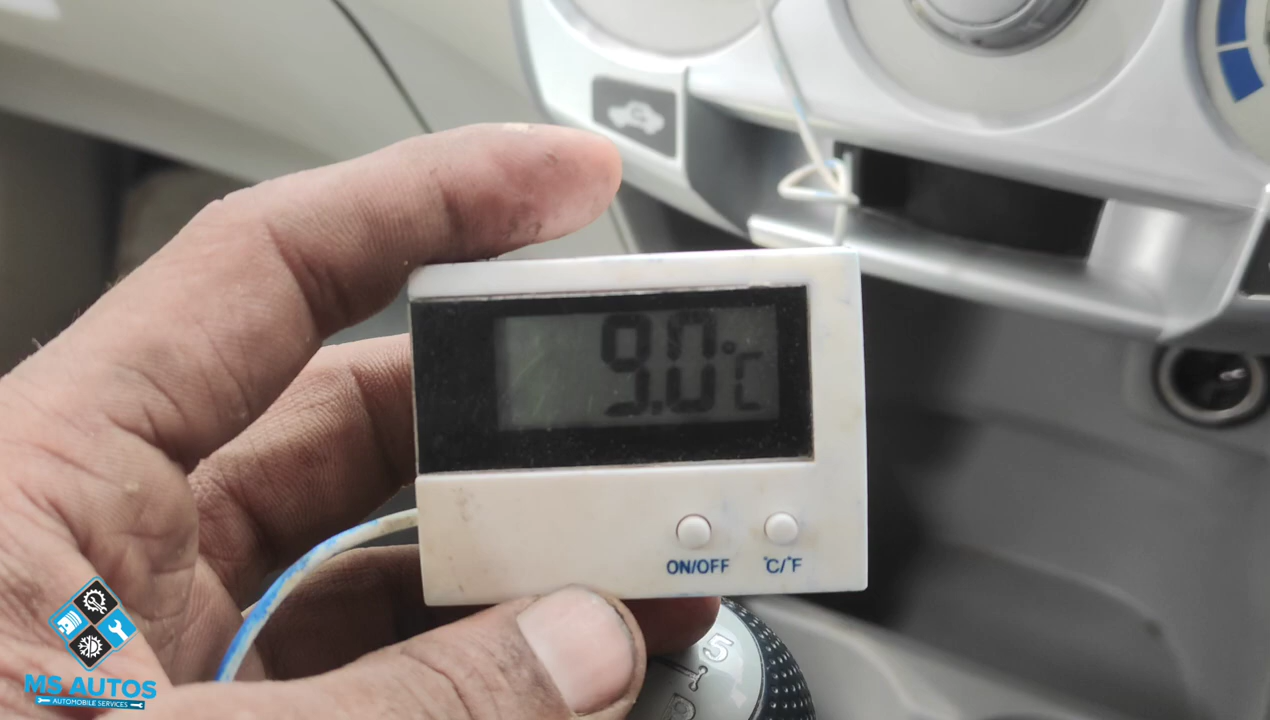 9.0°C
ON/OFF
°C/°F
5
MS AUTOS
AUTOMOBILE SERVICES